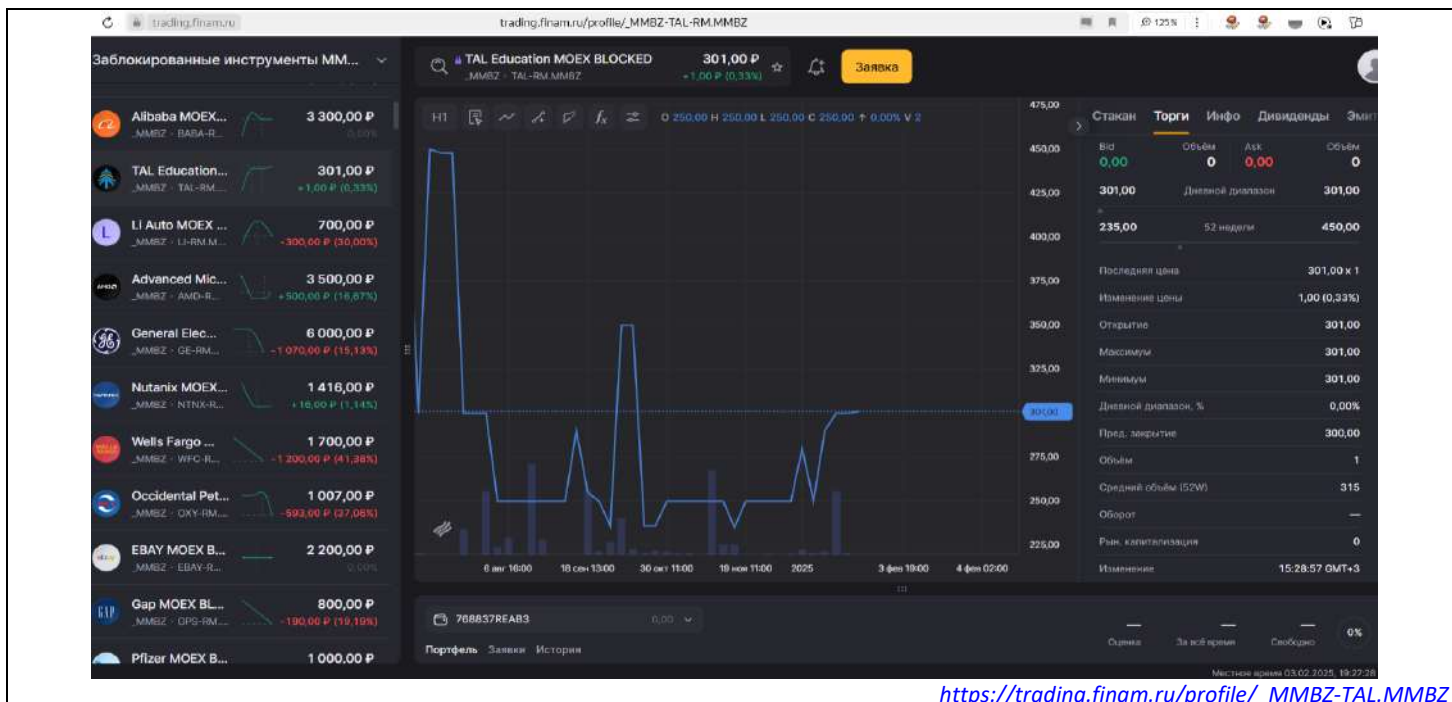 trading.finam.ru
trading.finam.ru/profile/_MMBZ-TAL-RM.MMBZ
125%
Заблокированные инструменты MM...
TAL Education MOEX BLOCKED
_MMBZ · TAL-RM.MMBZ
301,00 ₽
+1,00 ₽ (0,33%)
Заявка
Alibaba MOEX...
3 300,00 ₽
_MMBZ · BABA-R...
0,00%
TAL Education...
301,00 ₽
_MMBZ · TAL-RM....
+1,00 ₽ (0,33%)
L
Li Auto MOEX ...
700,00 ₽
_MMBZ · LI-RM.M...
-300,00 ₽ (30,00%)
Advanced Mic...
3 500,00 ₽
_MMBZ · AMD-R...
+500,00 ₽ (16,67%)
General Elec...
6 000,00 ₽
_MMBZ · GE-RM...
-1 070,00 ₽ (15,13%)
Nutanix MOEX...
1 416,00 ₽
_MMBZ · NTNX-R...
+16,00 ₽ (1,14%)
Wells Fargo ...
1 700,00 ₽
_MMBZ · WFC-R...
-1 200,00 ₽ (41,38%)
Occidental Pet...
1 007,00 ₽
_MMBZ · OXY-RM....
-593,00 ₽ (37,06%)
EBAY MOEX B...
2 200,00 ₽
_MMBZ · EBAY-R...
0,00%
GAP
Gap MOEX BL...
800,00 ₽
_MMBZ · GPS-RM....
-190,00 ₽ (19,19%)
Pfizer MOEX B...
1 000,00 ₽
H1
fx
O 250,00 H 250,00 L 250,00 C 250,00 ↑ 0,00% V 2
475,00
450,00
425,00
400,00
375,00
350,00
325,00
301,00
275,00
250,00
225,00
6 авг 16:00
18 сен 13:00
30 окт 11:00
19 ноя 11:00
2025
3 фев 19:00
4 фев 02:00
Стакан Торги Инфо Дивиденды Эмит
Bid Объём Ask Объём
0,00 0 0,00 0
301,00 Дневной диапазон 301,00
235,00 52 недели 450,00
Последняя цена 301,00 x 1
Изменение цены 1,00 (0,33%)
Открытие 301,00
Максимум 301,00
Минимум 301,00
Дневной диапазон, % 0,00%
Пред. закрытие 300,00
Объём 1
Средний объём (52W) 315
Оборот —
Рын. капитализация 0
Изменение 15:28:57 GMT+3
768837REAB3 0,00
Портфель Заявки История
— — —
Оценка За всё время Свободно
0%
Местное время 03.02.2025, 19:27:28
https://trading.finam.ru/profile/_MMBZ-TAL.MMBZ